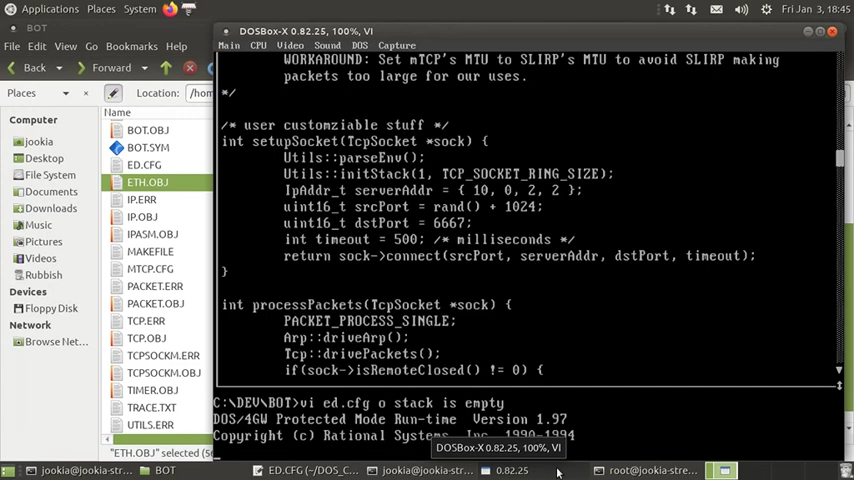 Applications Places System
Fri Jan 3, 18:45
BOT
File Edit View Go Bookmarks Help
Back
Forward
Places
Location: /hom
Name
Computer
jookia
Desktop
File System
Documents
Downloads
Music
Pictures
Videos
Rubbish
Devices
Floppy Disk
Network
Browse Net...
BOT.OBJ
BOT.SYM
ED.CFG
ETH.OBJ
IP.ERR
IP.OBJ
IPASM.OBJ
MAKEFILE
MTCP.CFG
PACKET.ERR
PACKET.OBJ
TCP.ERR
TCP.OBJ
TCPSOCKM.ERR
TCPSOCKM.OBJ
TIMER.OBJ
TRACE.TXT
UTILS.ERR
"ETH.OBJ"
DOSBox-X 0.82.25, 100%, VI
Main CPU Video Sound DOS Capture
WORKAROUND: Set mTCP's MTU to SLIRP's MTU to avoid SLIRP making
packets too large for our uses.
*/
/* user customziable stuff */
int setupSocket(TcpSocket *sock) {
Utils::parseEnv();
Utils::initStack(1, TCP_SOCKET_RING_SIZE);
IpAddr_t serverAddr = { 10, 0, 2, 2 };
uint16_t srcPort = rand() + 1024;
uint16_t dstPort = 6667;
int timeout = 500; /* milliseconds */
return sock->connect(srcPort, serverAddr, dstPort, timeout);
}
int processPackets(TcpSocket *sock) {
PACKET_PROCESS_SINGLE;
Arp::driveArp();
Tcp::drivePackets();
if(sock->isRemoteClosed() != 0) {
C:\DEV\BOT>vi ed.cfg o stack is empty
DOS/4GW Protected Mode Run-time Version 1.97
Copyright (c) Rational Systems, Inc. 1990-1994
DOSBox-X 0.82.25, 100%, VI
jookia@jookia-str...
BOT
ED.CFG (~/DOS_C...
jookia@jookia-str...
0.82.25
root@jookia-stre...